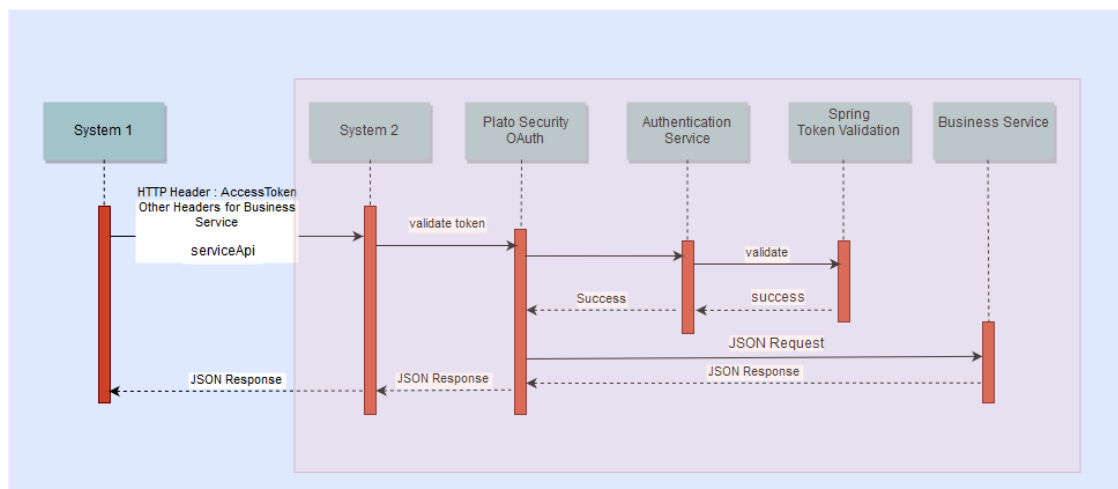 System 1
System 2
Plato Security
OAuth
Authentication
Service
Spring
Token Validation
Business Service
HTTP Header : AccessToken
Other Headers for Business
Service
serviceApi
validate token
validate
Success
success
JSON Request
JSON Response
JSON Response
JSON Response